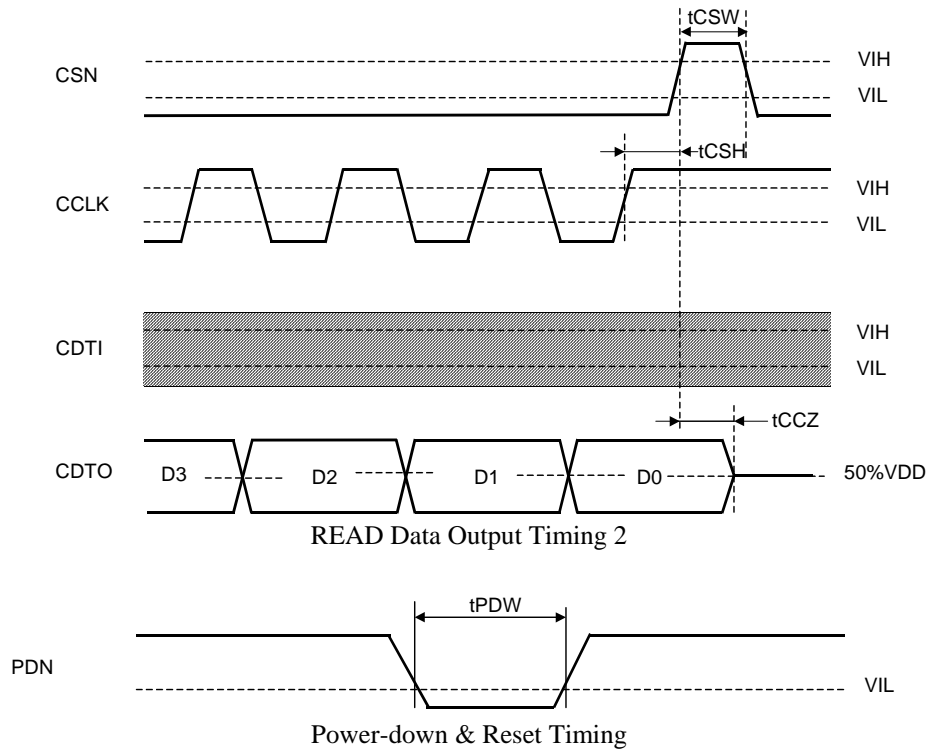 tCSW
CSN
VIH
VIL
tCSH
CCLK
VIH
VIL
CDTI
VIH
VIL
tCCZ
CDTO
D3
D2
D1
D0
50%VDD
READ Data Output Timing 2
tPDW
PDN
VIL
Power-down & Reset Timing